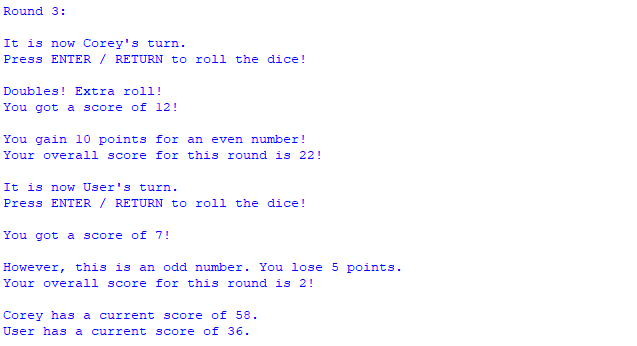 Round 3:
It is now Corey's turn.
Press ENTER / RETURN to roll the dice!
Doubles! Extra roll!
You got a score of 12!
You gain 10 points for an even number!
Your overall score for this round is 22!
It is now User's turn.
Press ENTER / RETURN to roll the dice!
You got a score of 7!
However, this is an odd number. You lose 5 points.
Your overall score for this round is 2!
Corey has a current score of 58.
User has a current score of 36.